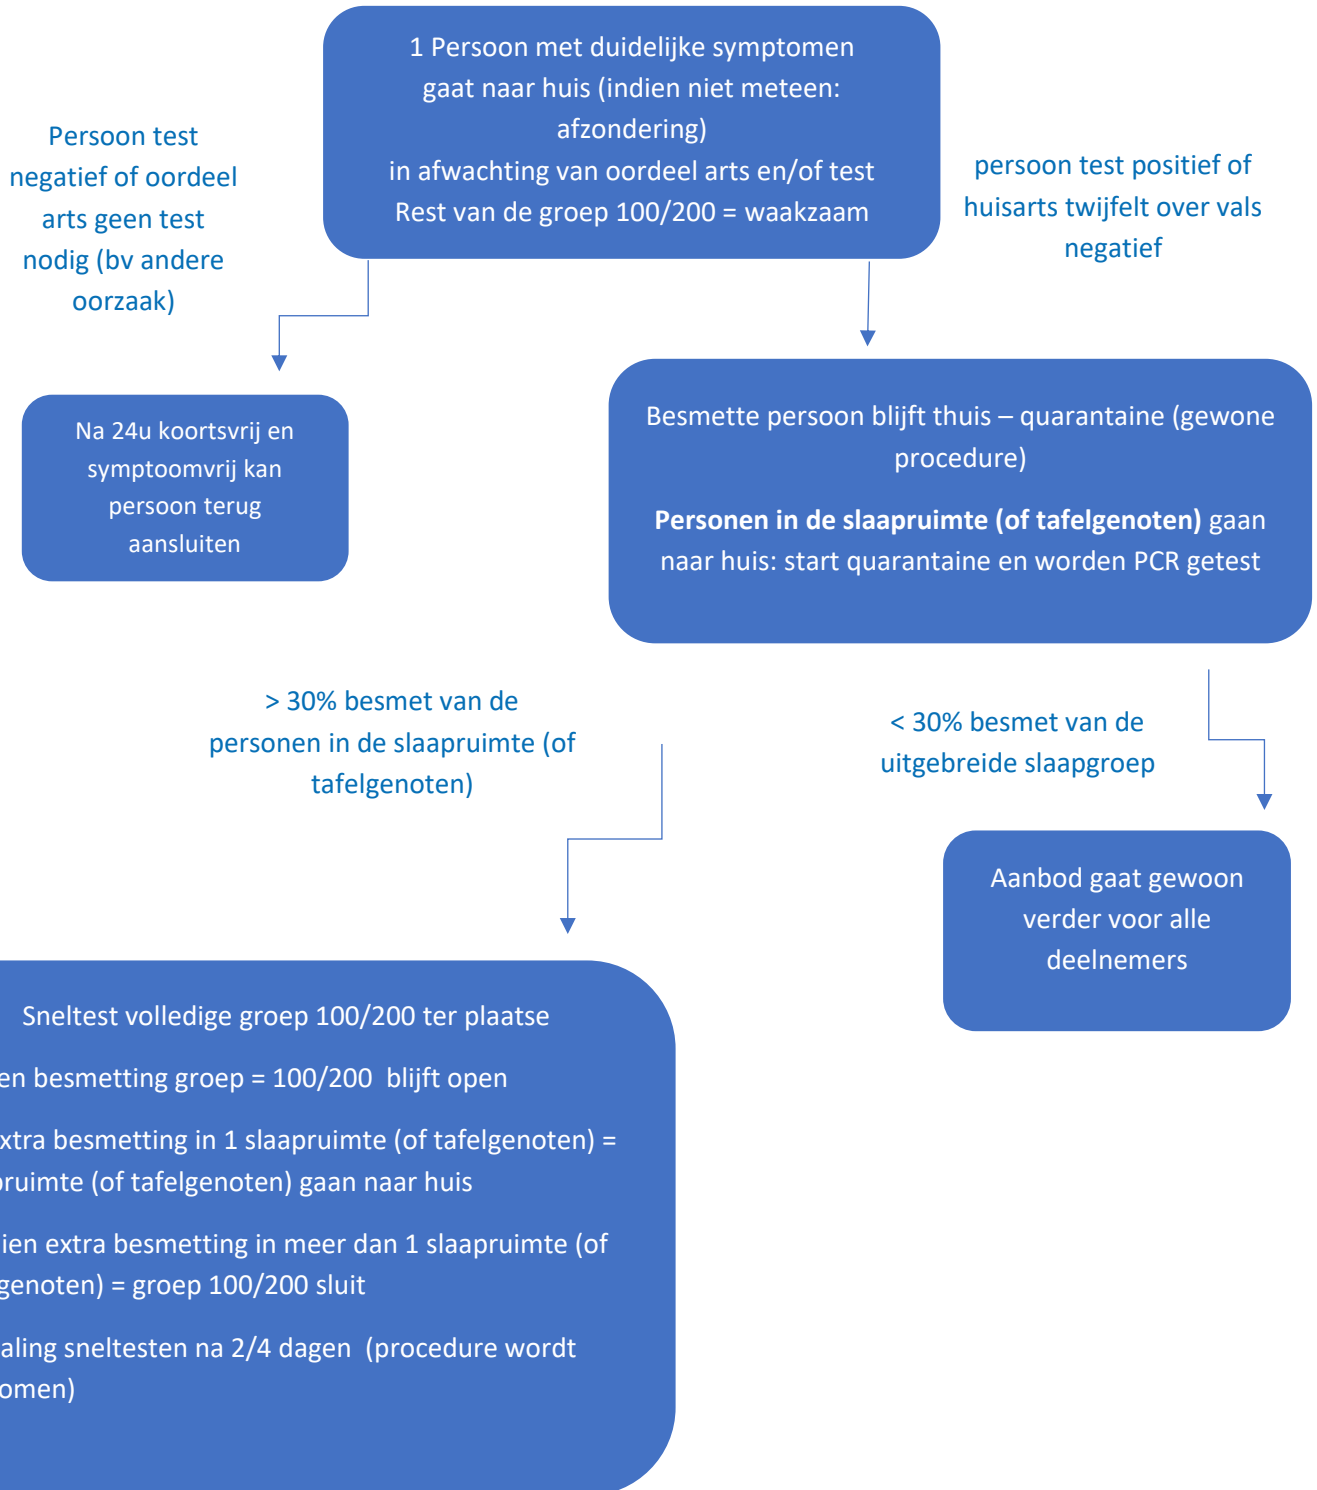 1 Persoon met duidelijke symptomen
gaat naar huis (indien niet meteen:
afzondering)
in afwachting van oordeel arts en/of test
Rest van de groep 100/200 = waakzaam
Persoon test
negatief of oordeel
arts geen test
nodig (bv andere
oorzaak)
persoon test positief of
huisarts twijfelt over vals
negatief
Na 24u koortsvrij en
symptoomvrij kan
persoon terug
aansluiten
Besmette persoon blijft thuis – quarantaine (gewone
procedure)
Personen in de slaapruimte (of tafelgenoten) gaan
naar huis: start quarantaine en worden PCR getest
> 30% besmet van de
personen in de slaapruimte (of
tafelgenoten)
< 30% besmet van de
uitgebreide slaapgroep
Aanbod gaat gewoon
verder voor alle
deelnemers
Sneltest volledige groep 100/200 ter plaatse
en besmetting groep = 100/200 blijft open
xtra besmetting in 1 slaapruimte (of tafelgenoten) =
pruimte (of tafelgenoten) gaan naar huis
ien extra besmetting in meer dan 1 slaapruimte (of
genoten) = groep 100/200 sluit
aling sneltesten na 2/4 dagen (procedure wordt
omen)